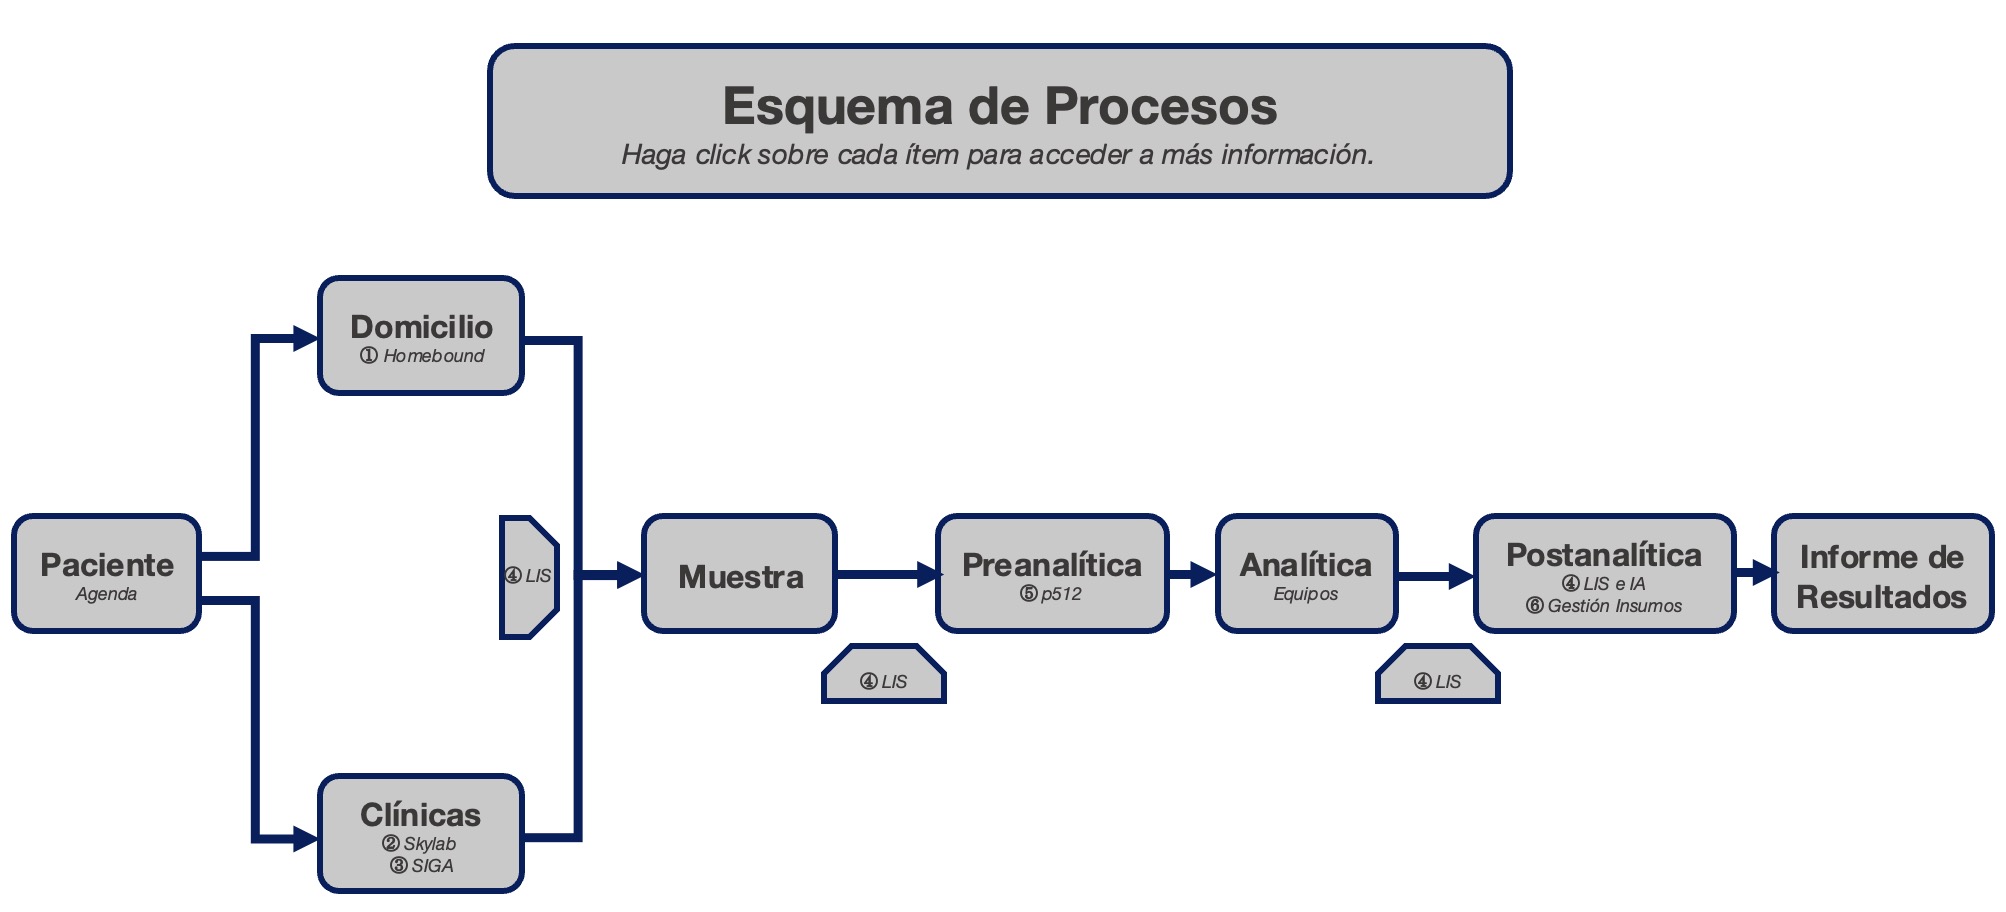 Esquema de Procesos
Haga click sobre cada ítem para acceder a más información.
Domicilio
① Homebound
Paciente
Agenda
④ LIS
Clínicas
② Skylab
③ SIGA
Muestra
④ LIS
Preanalítica
⑤ p512
Analítica
Equipos
④ LIS
Postanalítica
④ LIS e IA
⑥ Gestión Insumos
Informe de
Resultados